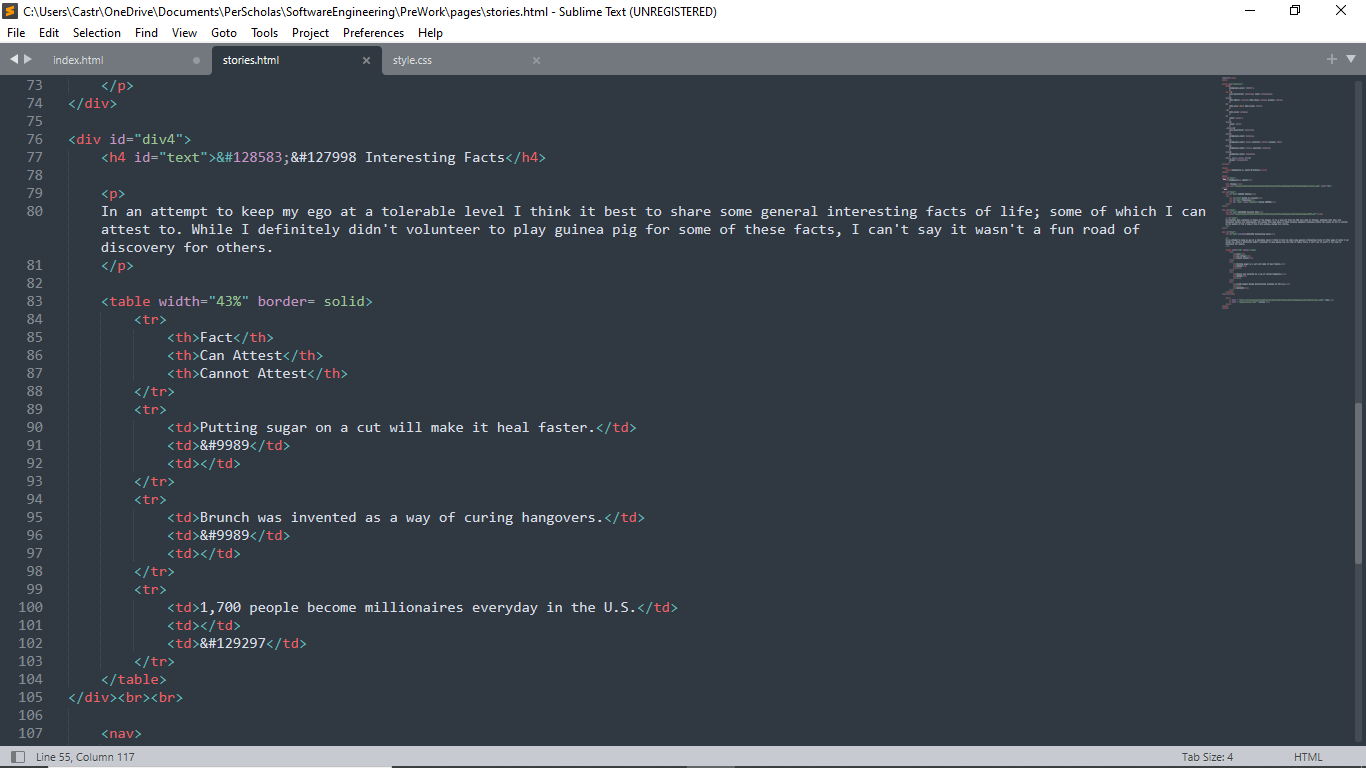 C:\Users\Castr\OneDrive\Documents\PerScholas\SoftwareEngineering\PreWork\pages\stories.html - Sublime Text (UNREGISTERED)
File Edit Selection Find View Goto Tools Project Preferences Help
index.html stories.html style.css
73 </p>
74 </div>
75
76 <div id="div4">
77 <h4 id="text">&#128583;&#127998 Interesting Facts</h4>
78
79 <p>
80 In an attempt to keep my ego at a tolerable level I think it best to share some general interesting facts of life; some of which I can
attest to. While I definitely didn't volunteer to play guinea pig for some of these facts, I can't say it wasn't a fun road of
discovery for others.
81 </p>
82
83 <table width="43%" border= solid>
84 <tr>
85 <th>Fact</th>
86 <th>Can Attest</th>
87 <th>Cannot Attest</th>
88 </tr>
89 <tr>
90 <td>Putting sugar on a cut will make it heal faster.</td>
91 <td>&#9989</td>
92 <td></td>
93 </tr>
94 <tr>
95 <td>Brunch was invented as a way of curing hangovers.</td>
96 <td>&#9989</td>
97 <td></td>
98 </tr>
99 <tr>
100 <td>1,700 people become millionaires everyday in the U.S.</td>
101 <td></td>
102 <td>&#129297</td>
103 </tr>
104 </table>
105 </div><br><br>
106
107 <nav>
Line 55, Column 117 Tab Size: 4 HTML